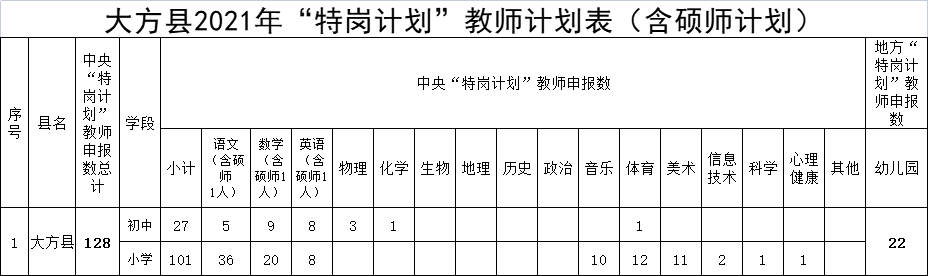 大方县2021年“特岗计划”教师计划表（含硕师计划）
序号
县名
中央
“特
岗计
划”
教师
申报
数总
计
学段
中央“特岗计划”教师申报数
地方“
特岗计
划”教
师申报
数
小计
语文
（含硕
师
1人）
数学
（含
硕师1
人）
英语
（含
硕师1
人）
物理
化学
生物
地理
历史
政治
音乐
体育
美术
信息
技术
科学
心理
健康
其他
幼儿园
1 大方县 128
初中 27 5 9 8 3 1 1
22
小学 101 36 20 8 10 12 11 2 1 1